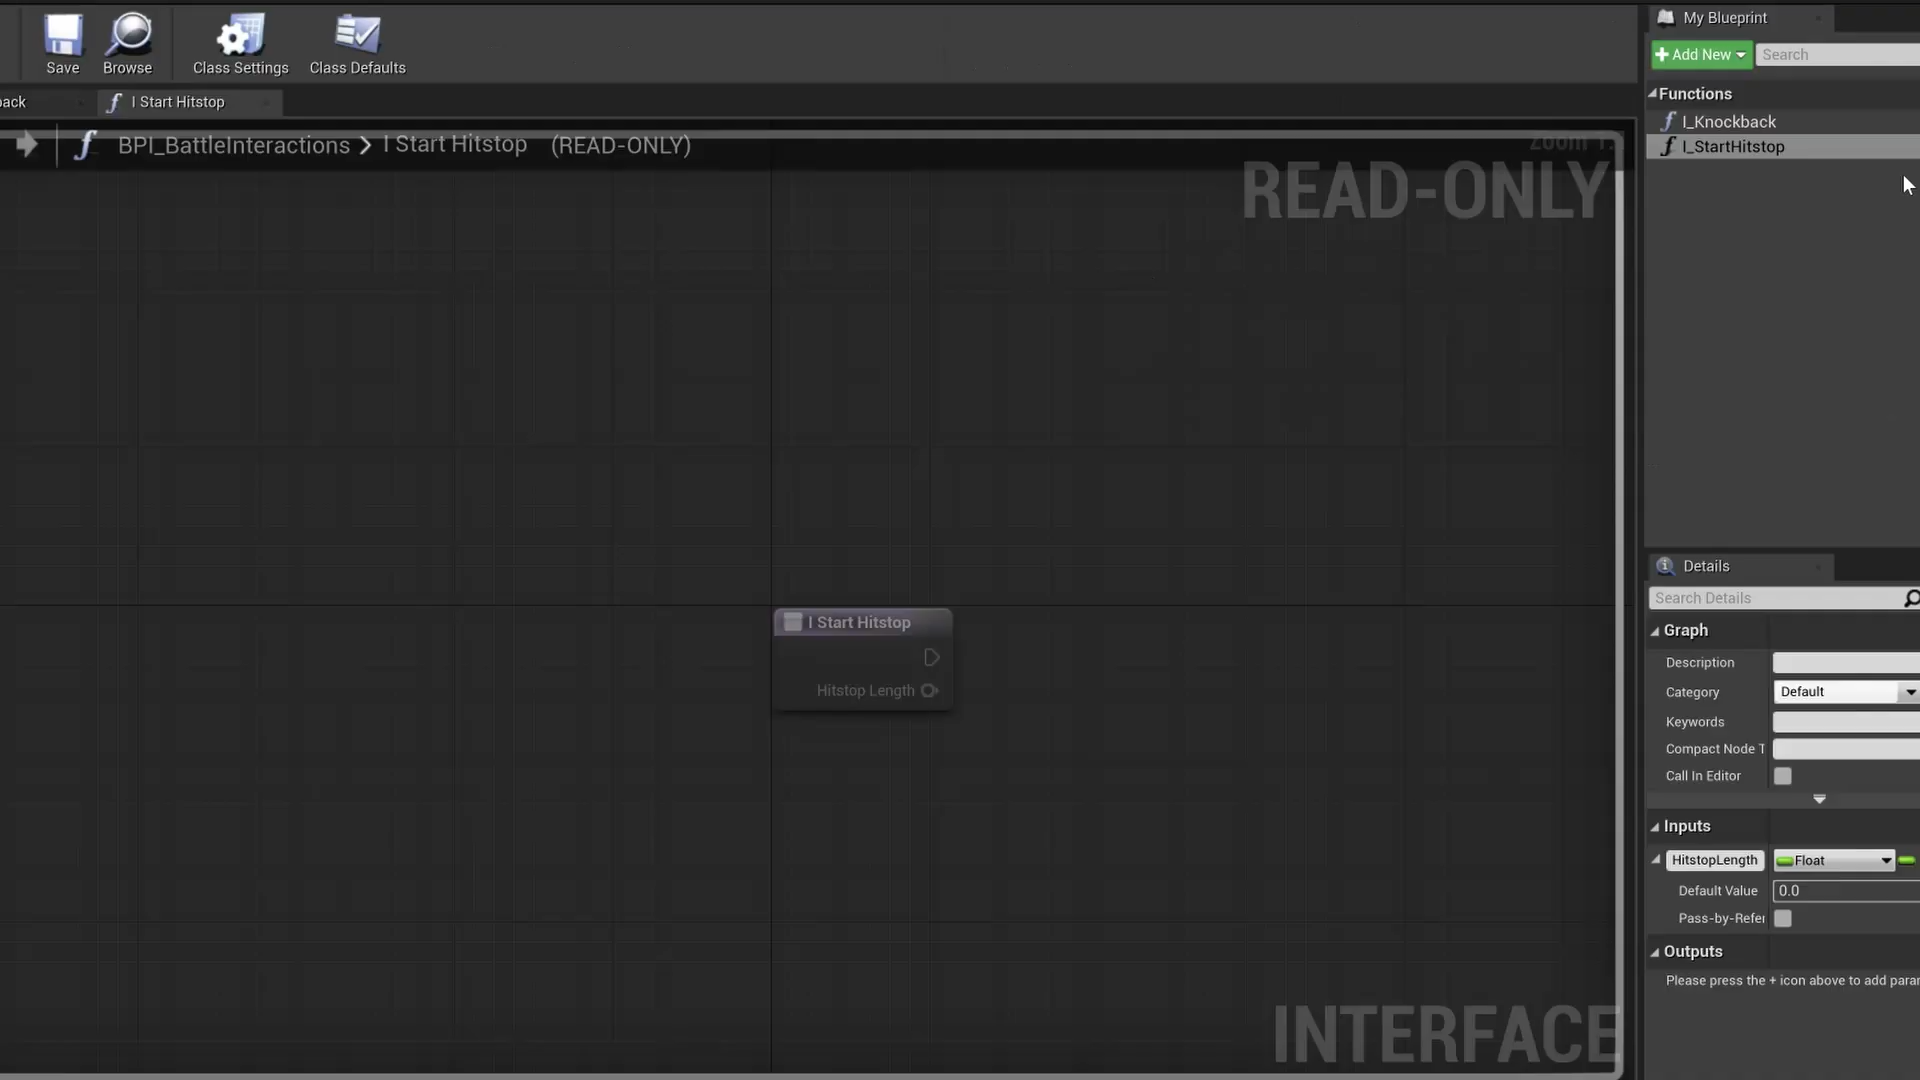 Save
Browse
Class Settings
Class Defaults
back
I Start Hitstop
BPI_BattleInteractions > I Start Hitstop (READ-ONLY)
READ-ONLY
I Start Hitstop
Hitstop Length
INTERFACE
My Blueprint
Add New
Search
Functions
I_Knockback
I_StartHitstop
Details
Search Details
Graph
Description
Category
Default
Keywords
Compact Node T
Call In Editor
Inputs
HitstopLength
Float
Default Value
0.0
Pass-by-Refer
Outputs
Please press the + icon above to add param